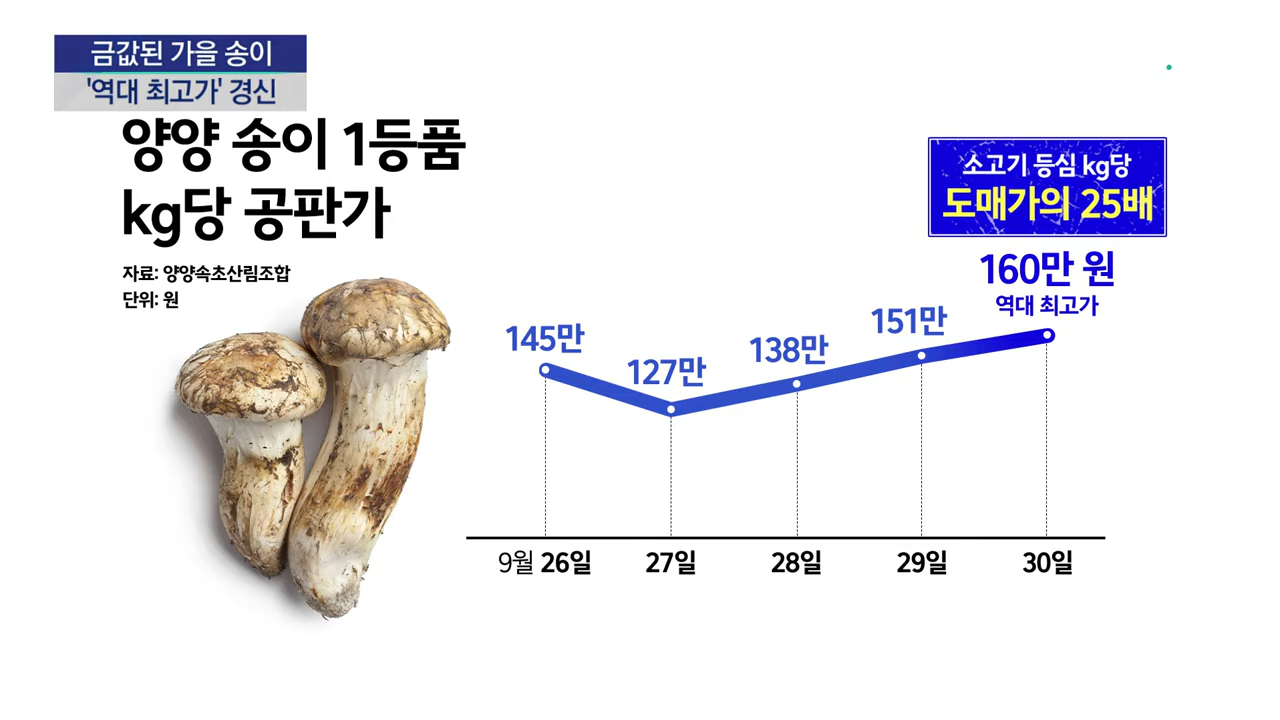 금값된 가을 송이
'역대 최고가' 경신
양양 송이 1등품
kg당 공판가
자료: 양양속초산림조합
단위: 원
소고기 등심 kg당
도매가의 25배
160만 원
역대 최고가
145만
127만
138만
151만
9월 26일
27일
28일
29일
30일